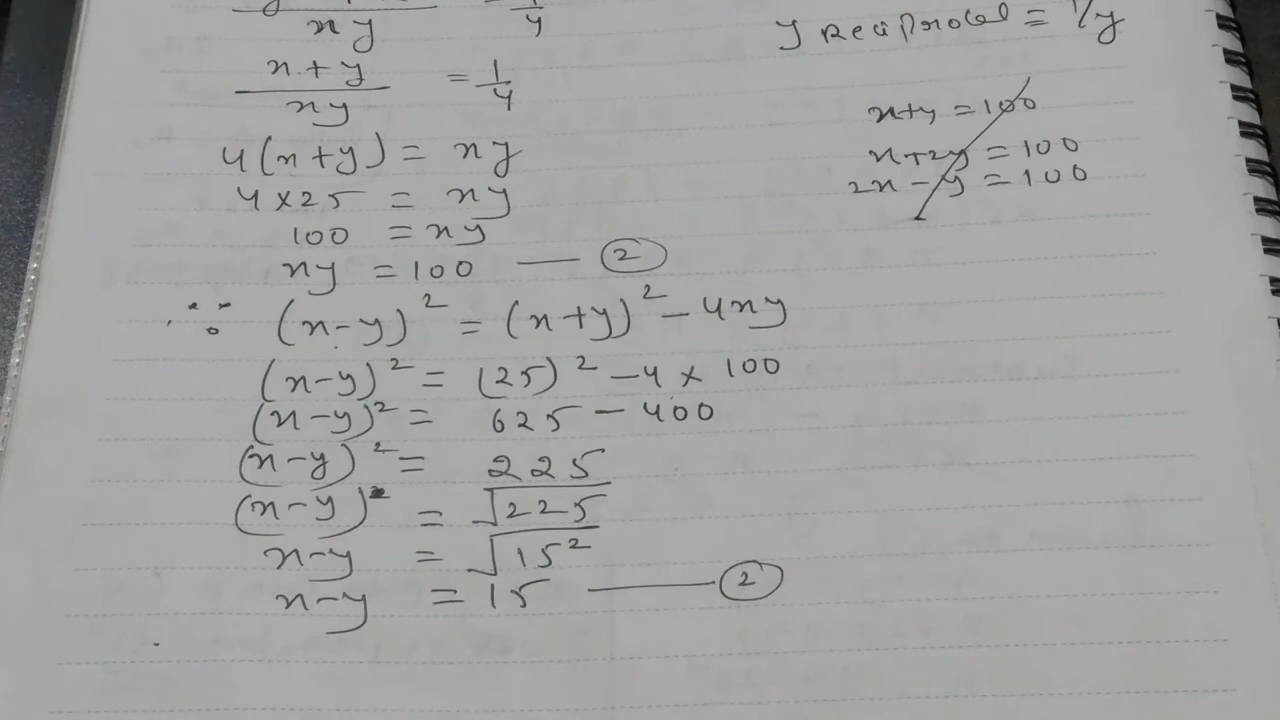 xy 4
y Reciprocal = 1/y
x+y/xy = 1/4
x+y = 100
x+2y = 100
2x-y = 100
4(x+y) = xy
4×25 = xy
100 = xy
xy = 100 — 2
∵ (x-y)² = (x+y)² - 4xy
(x-y)² = (25)² - 4 × 100
(x-y)² = 625 - 400
(x-y)² = 225
(x-y) = √225
x-y = √15²
x-y = 15 — 2